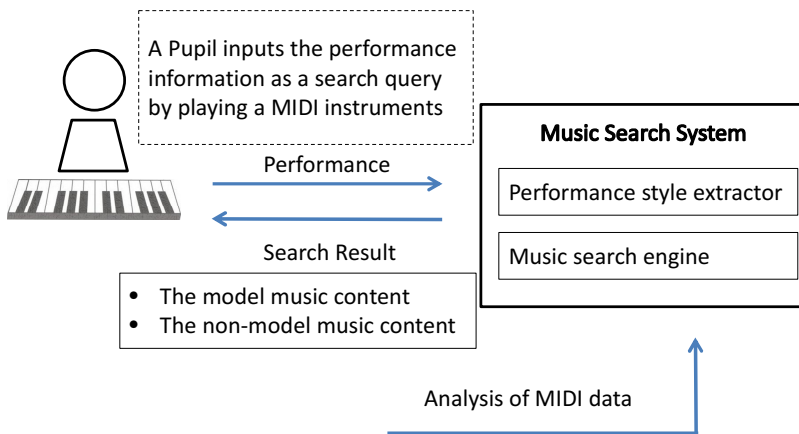 A Pupil inputs the performance
information as a search query
by playing a MIDI instruments
Music Search System
Performance
Performance style extractor
Search Result
Music search engine
• The model music content
• The non-model music content
Analysis of MIDI data